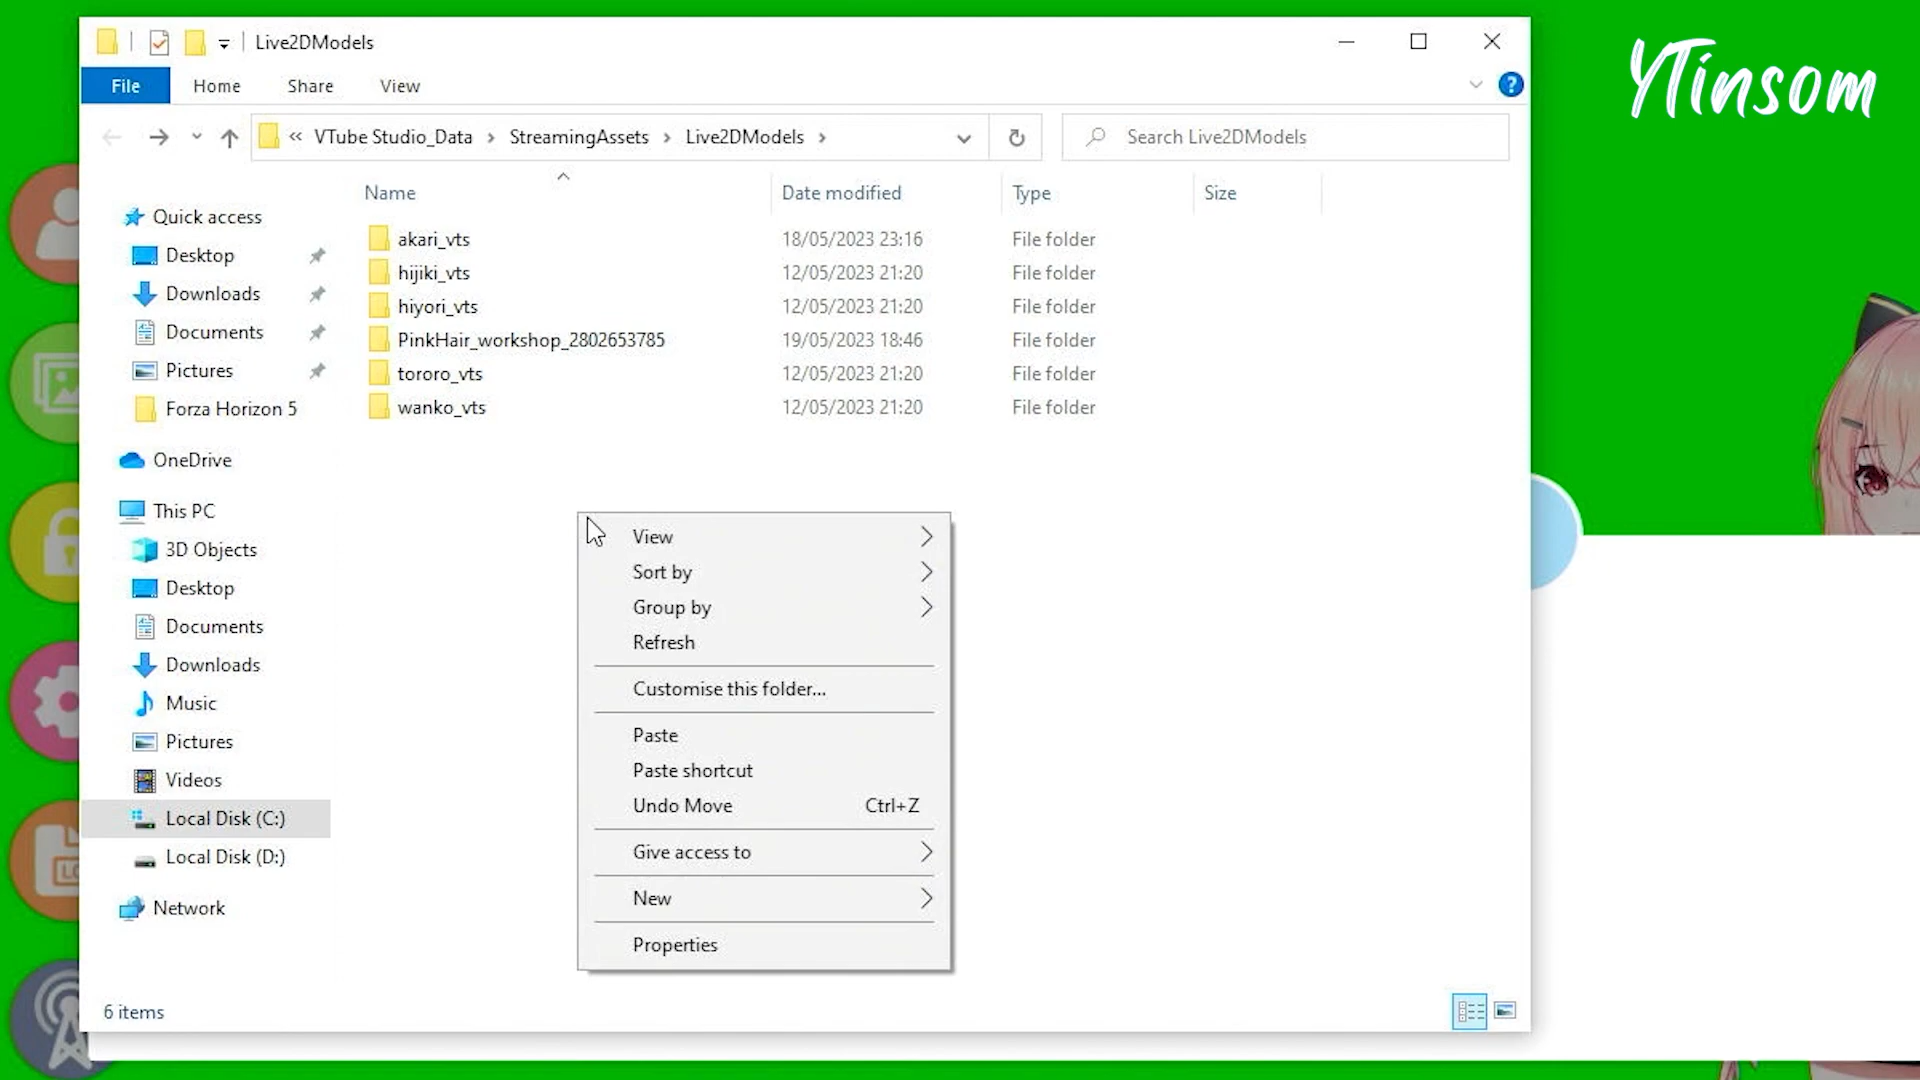 Live2DModels
YTinsom
File Home Share View
« VTube Studio_Data › StreamingAssets › Live2DModels ›
Search Live2DModels
Name Date modified Type Size
Quick access
Desktop
Downloads
Documents
Pictures
Forza Horizon 5
OneDrive
This PC
3D Objects
Desktop
Documents
Downloads
Music
Pictures
Videos
Local Disk (C:)
Local Disk (D:)
Network
akari_vts 18/05/2023 23:16 File folder
hijiki_vts 12/05/2023 21:20 File folder
hiyori_vts 12/05/2023 21:20 File folder
PinkHair_workshop_2802653785 19/05/2023 18:46 File folder
tororo_vts 12/05/2023 21:20 File folder
wanko_vts 12/05/2023 21:20 File folder
View
Sort by
Group by
Refresh
Customise this folder...
Paste
Paste shortcut
Undo Move Ctrl+Z
Give access to
New
Properties
6 items